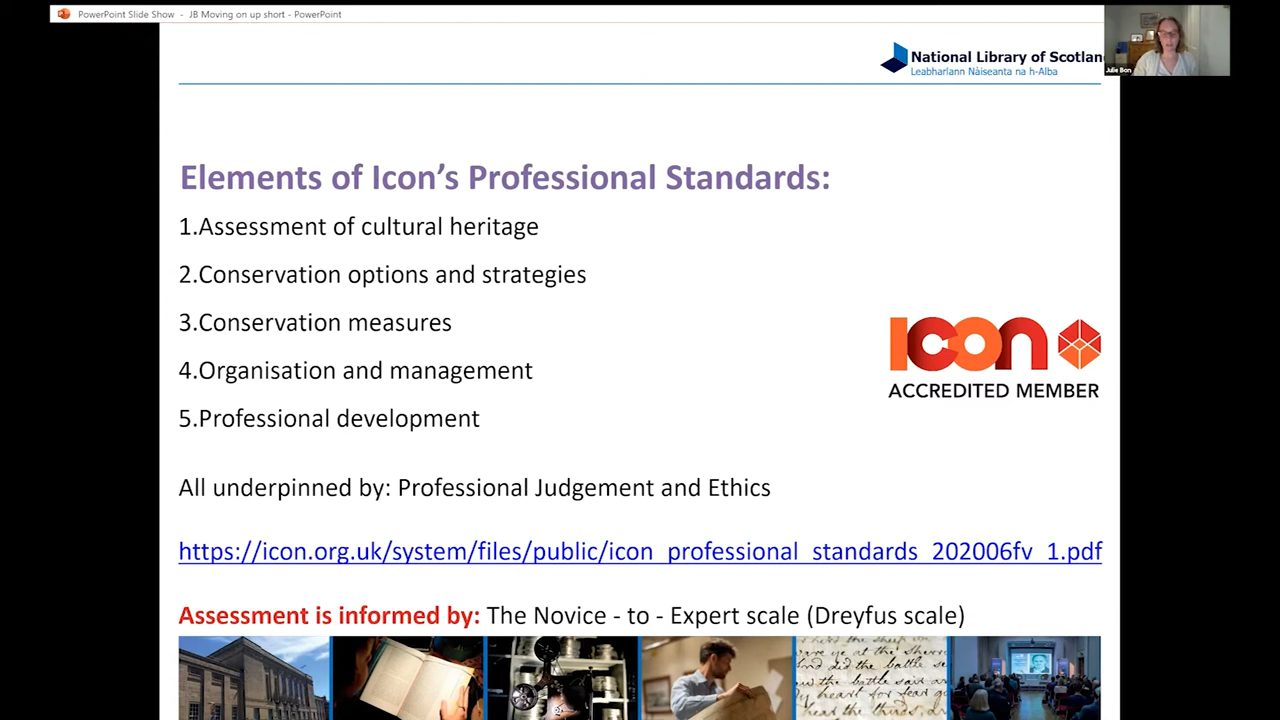 PowerPoint Slide Show - JB Moving on up short - PowerPoint
National Library of Scotlan
Leabharlann Nàiseanta na h-Alba
Julie Bon
Elements of Icon’s Professional Standards:
1.Assessment of cultural heritage
2.Conservation options and strategies
3.Conservation measures
4.Organisation and management
5.Professional development
icon
ACCREDITED MEMBER
All underpinned by: Professional Judgement and Ethics
https://icon.org.uk/system/files/public/icon_professional_standards_202006fv_1.pdf
Assessment is informed by: The Novice - to - Expert scale (Dreyfus scale)